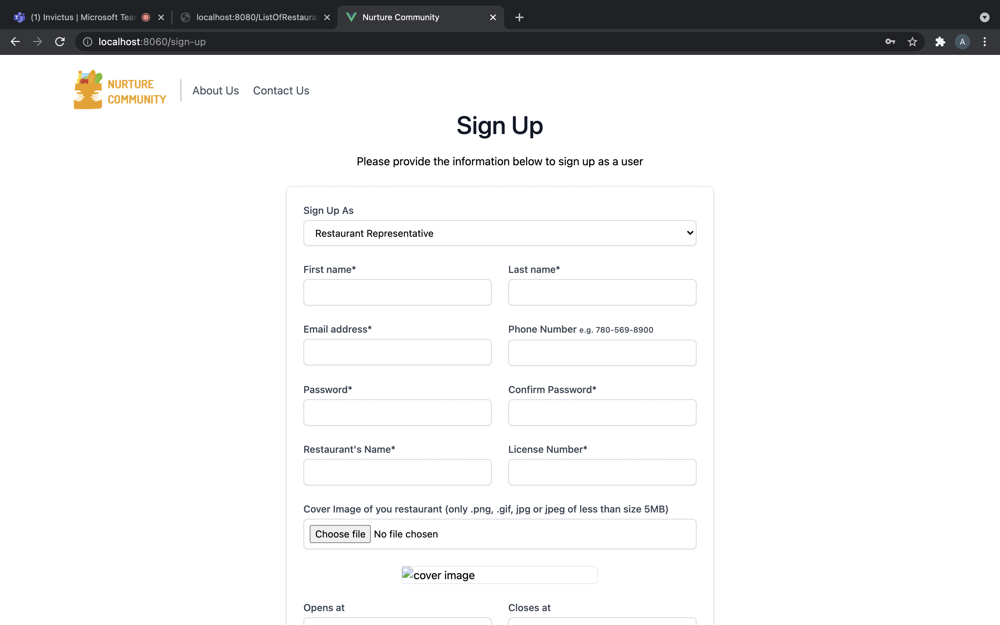 (1) Invictus | Microsoft Tea
localhost:8080/ListOfRestaura
Nurture Community
localhost:8060/sign-up
A
NURTURE
COMMUNITY
About Us
Contact Us
Sign Up
Please provide the information below to sign up as a user
Sign Up As
Restaurant Representative
First name*
Last name*
Email address*
Phone Number e.g. 780-569-8900
Password*
Confirm Password*
Restaurant's Name*
License Number*
Cover Image of you restaurant (only .png, .gif, jpg or jpeg of less than size 5MB)
Choose file No file chosen
cover image
Opens at
Closes at